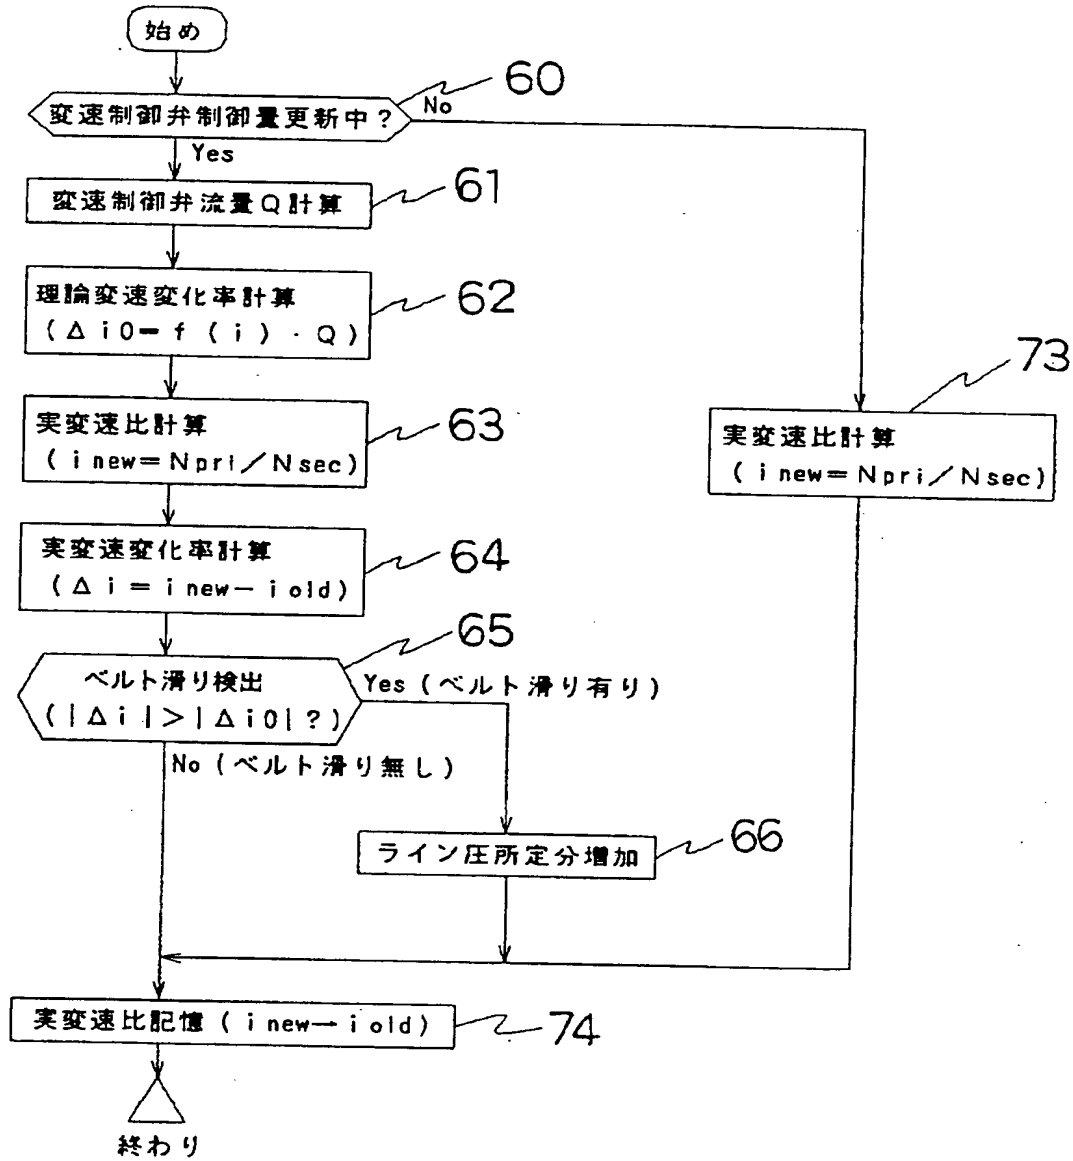 始め
60
変速制御弁制御量更新中?
No
Yes
変速制御弁流量Q計算
61
理論変速変化率計算
(Δi0=f(i)・Q)
62
実変速比計算
(inew=Npri/Nsec)
63
実変速比計算
(inew=Npri/Nsec)
73
実変速変化率計算
(Δi=inew-iold)
64
ベルト滑り検出
(|Δi|>|Δi0|?)
65
Yes(ベルト滑り有り)
No(ベルト滑り無し)
ライン圧所定分増加
66
実変速比記憶(inew→iold)
74
終わり